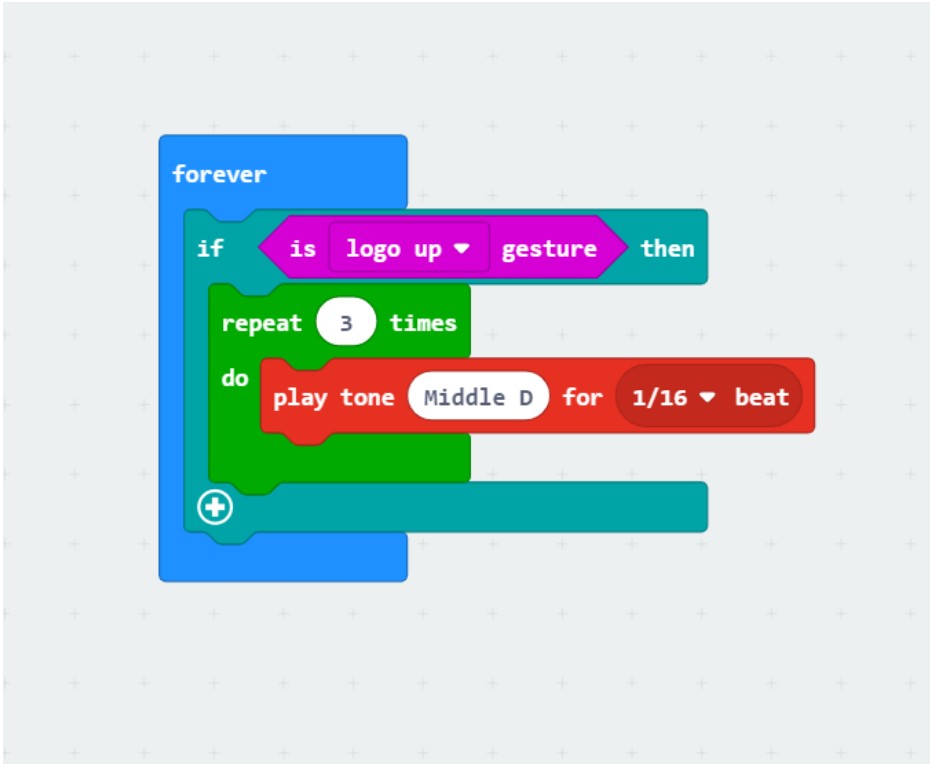 forever
if is logo up gesture then
repeat 3 times
do
play tone Middle D for 1/16 beat